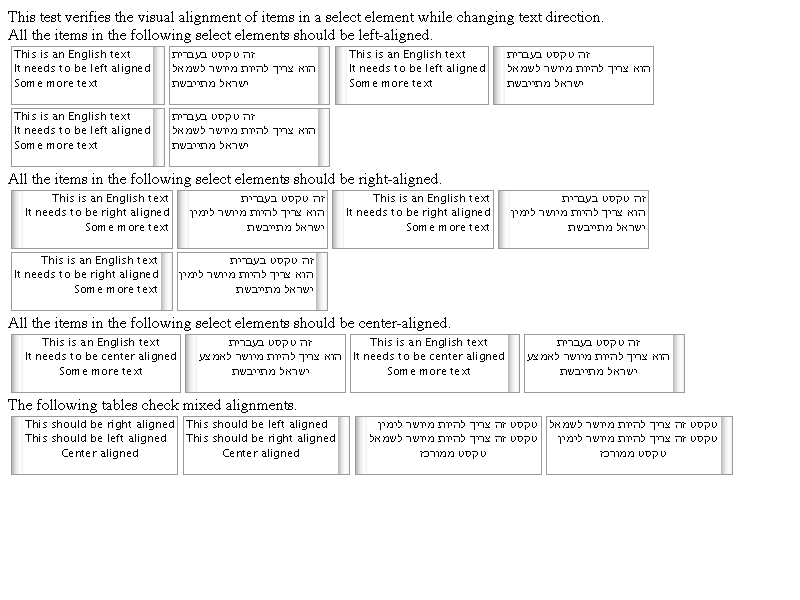 This test verifies the visual alignment of items in a select element while changing text direction.
All the items in the following select elements should be left-aligned.
This is an English text
It needs to be left aligned
Some more text
זה טקסט בעברית
הוא צריך להיות מיושר לשמאל
ישראל מתייבשת
This is an English text
It needs to be left aligned
Some more text
זה טקסט בעברית
הוא צריך להיות מיושר לשמאל
ישראל מתייבשת
This is an English text
It needs to be left aligned
Some more text
זה טקסט בעברית
הוא צריך להיות מיושר לשמאל
ישראל מתייבשת
All the items in the following select elements should be right-aligned.
This is an English text
It needs to be right aligned
Some more text
זה טקסט בעברית
הוא צריך להיות מיושר לימין
ישראל מתייבשת
This is an English text
It needs to be right aligned
Some more text
זה טקסט בעברית
הוא צריך להיות מיושר לימין
ישראל מתייבשת
This is an English text
It needs to be right aligned
Some more text
זה טקסט בעברית
הוא צריך להיות מיושר לימין
ישראל מתייבשת
All the items in the following select elements should be center-aligned.
This is an English text
It needs to be center aligned
Some more text
זה טקסט בעברית
הוא צריך להיות מיושר לאמצע
ישראל מתייבשת
This is an English text
It needs to be center aligned
Some more text
זה טקסט בעברית
הוא צריך להיות מיושר לאמצע
ישראל מתייבשת
The following tables check mixed alignments.
This should be right aligned
This should be left aligned
Center aligned
This should be left aligned
This should be right aligned
Center aligned
טקסט זה צריך להיות מיושר לימין
טקסט זה צריך להיות מיושר לשמאל
טקסט ממורכז
טקסט זה צריך להיות מיושר לשמאל
טקסט זה צריך להיות מיושר לימין
טקסט ממורכז